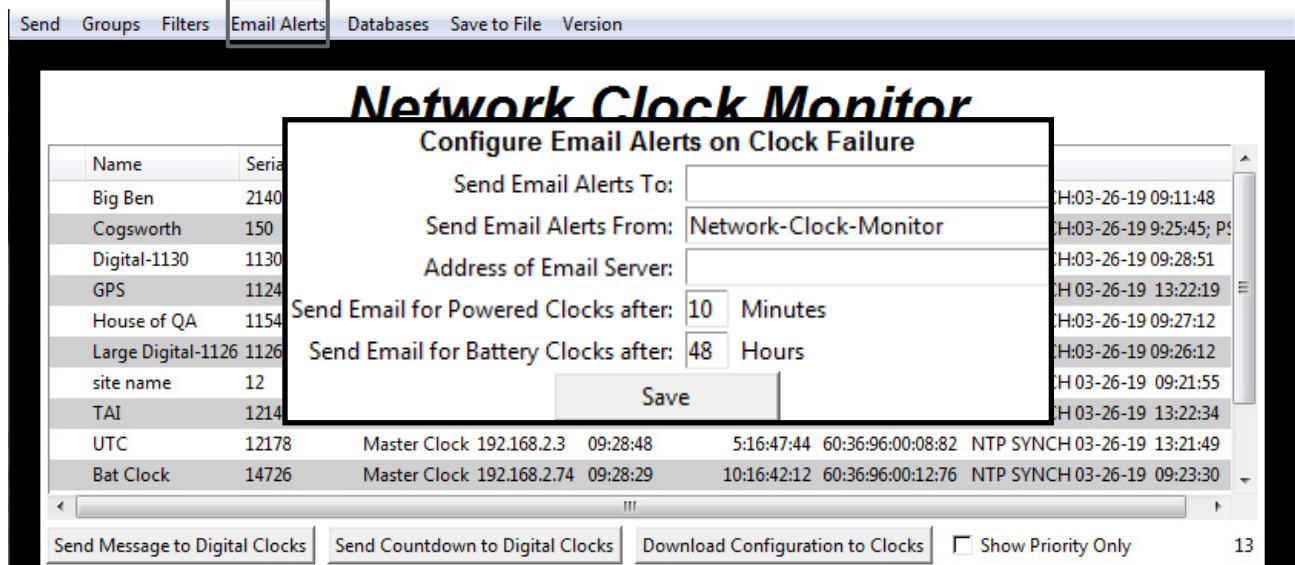 Send Groups Filters Email Alerts Databases Save to File Version
Network Clock Monitor
Configure Email Alerts on Clock Failure
Send Email Alerts To:
Send Email Alerts From: Network-Clock-Monitor
Address of Email Server:
Send Email for Powered Clocks after: 10 Minutes
Send Email for Battery Clocks after: 48 Hours
Save
Name Seria
Big Ben 2140 CH:03-26-19 09:11:48
Cogsworth 150 CH:03-26-19 9:25:45; PS
Digital-1130 1130 CH:03-26-19 09:28:51
GPS 1124 CH 03-26-19 13:22:19
House of QA 1154 CH:03-26-19 09:27:12
Large Digital-1126 1126 CH:03-26-19 09:26:12
site name 12 CH 03-26-19 09:21:55
TAI 1214 CH 03-26-19 13:22:34
UTC 12178 Master Clock 192.168.2.3 09:28:48 5:16:47:44 60:36:96:00:08:82 NTP SYNCH 03-26-19 13:21:49
Bat Clock 14726 Master Clock 192.168.2.74 09:28:29 10:16:42:12 60:36:96:00:12:76 NTP SYNCH 03-26-19 09:23:30
Send Message to Digital Clocks Send Countdown to Digital Clocks Download Configuration to Clocks Show Priority Only 13